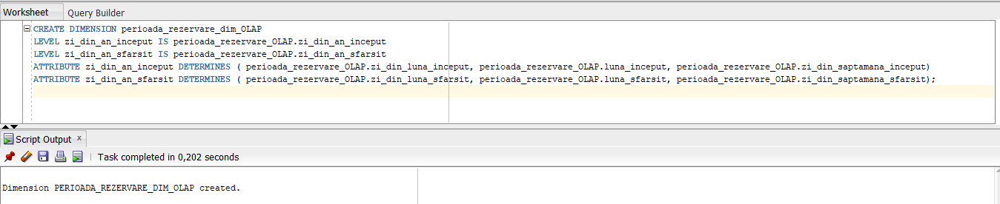 Worksheet Query Builder
CREATE DIMENSION perioada_rezervare_dim_OLAP
LEVEL zi_din_an_inceput IS perioada_rezervare_OLAP.zi_din_an_inceput
LEVEL zi_din_an_sfarsit IS perioada_rezervare_OLAP.zi_din_an_sfarsit
ATTRIBUTE zi_din_an_inceput DETERMINES ( perioada_rezervare_OLAP.zi_din_luna_inceput, perioada_rezervare_OLAP.luna_inceput, perioada_rezervare_OLAP.zi_din_saptamana_inceput)
ATTRIBUTE zi_din_an_sfarsit DETERMINES ( perioada_rezervare_OLAP.zi_din_luna_sfarsit, perioada_rezervare_OLAP.luna_sfarsit, perioada_rezervare_OLAP.zi_din_saptamana_sfarsit);
Script Output x
Task completed in 0,202 seconds
Dimension PERIOADA_REZERVARE_DIM_OLAP created.